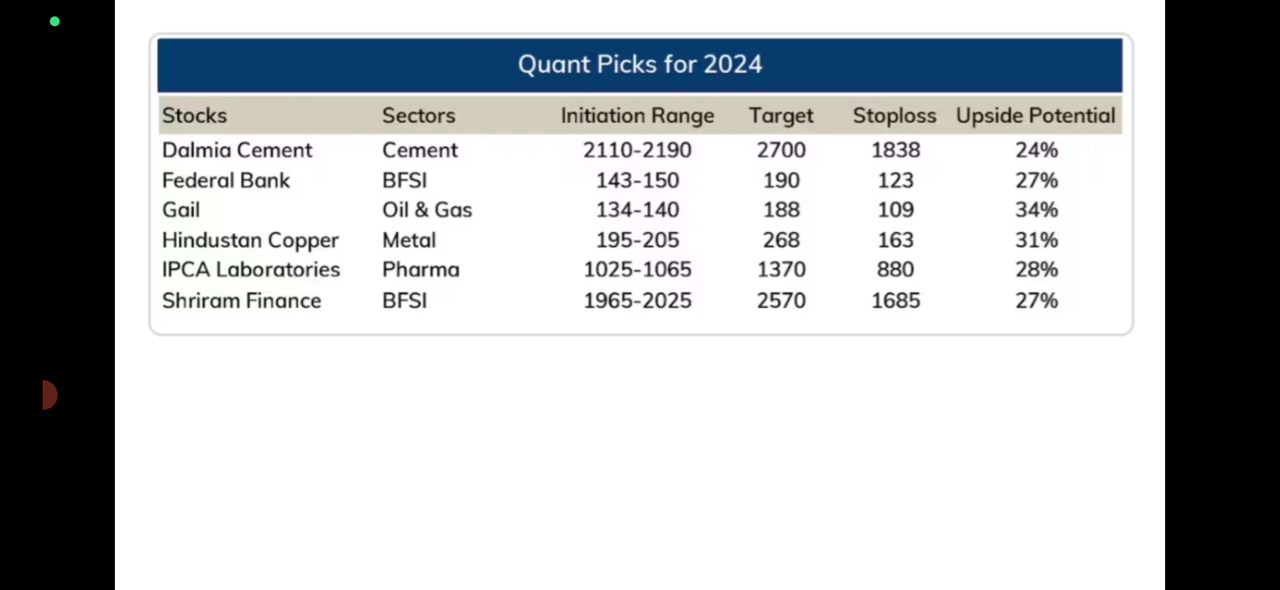 Quant Picks for 2024
Stocks Sectors Initiation Range Target Stoploss Upside Potential
Dalmia Cement Cement 2110-2190 2700 1838 24%
Federal Bank BFSI 143-150 190 123 27%
Gail Oil & Gas 134-140 188 109 34%
Hindustan Copper Metal 195-205 268 163 31%
IPCA Laboratories Pharma 1025-1065 1370 880 28%
Shriram Finance BFSI 1965-2025 2570 1685 27%